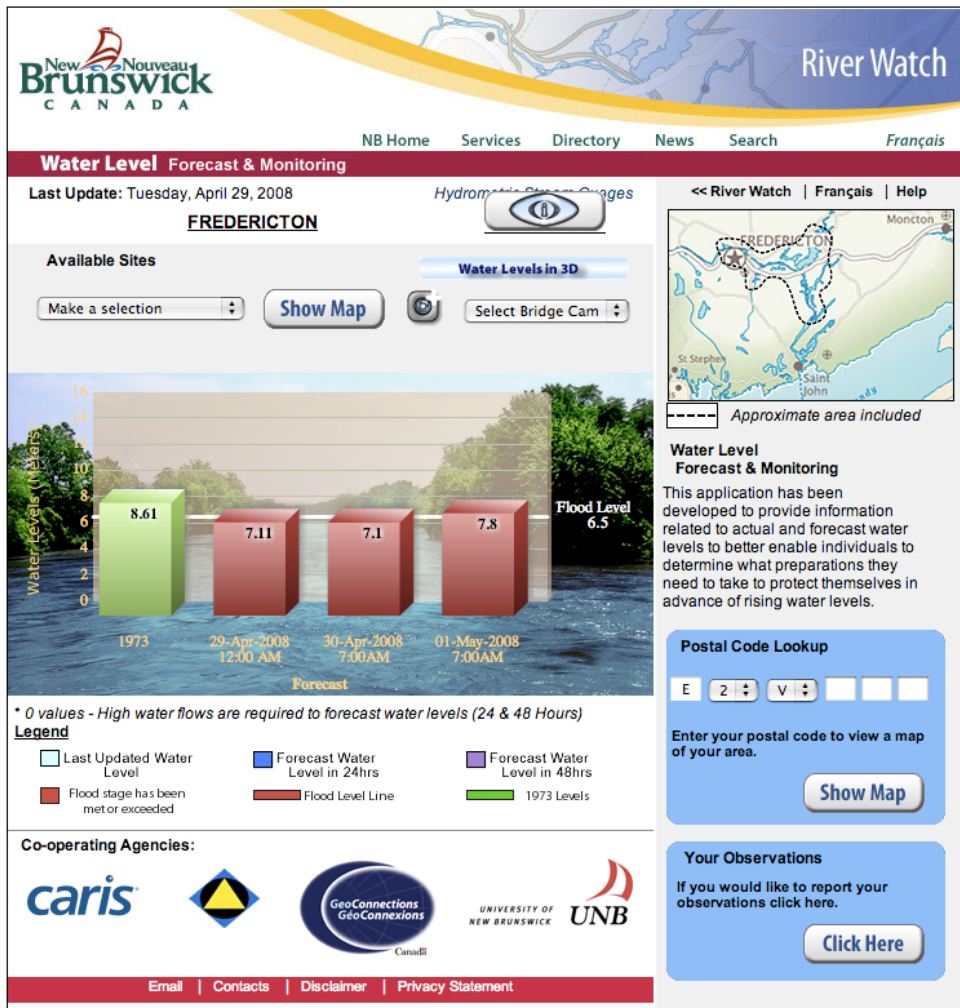 New Nouveau
Brunswick
CANADA
River Watch
NB Home Services Directory News Search Français
Water Level Forecast & Monitoring
Last Update: Tuesday, April 29, 2008
Hydrometric Stream Guages
FREDERICTON
Available Sites
Water Levels in 3D
Make a selection
Show Map
Select Bridge Cam
16
14
12
10
8
6
4
2
0
Water Levels (Meters)
8.61
7.11
7.1
7.8
Flood Level
6.5
1973
29-Apr-2008
12:00 AM
30-Apr-2008
7:00AM
01-May-2008
7:00AM
Forecast
* 0 values - High water flows are required to forecast water levels (24 & 48 Hours)
Legend
Last Updated Water
Level
Forecast Water
Level in 24hrs
Forecast Water
Level in 48hrs
Flood stage has been
met or exceeded
Flood Level Line
1973 Levels
Co-operating Agencies:
caris
GeoConnections
GéoConnexions
Canada
UNIVERSITY OF
NEW BRUNSWICK
UNB
Email | Contacts | Disclaimer | Privacy Statement
<< River Watch | Français | Help
Moncton
FREDERICTON
St Stephen
Saint
John
Approximate area included
Water Level
Forecast & Monitoring
This application has been
developed to provide information
related to actual and forecast water
levels to better enable individuals to
determine what preparations they
need to take to protect themselves in
advance of rising water levels.
Postal Code Lookup
E 2 V
Enter your postal code to view a map
of your area.
Show Map
Your Observations
If you would like to report your
observations click here.
Click Here